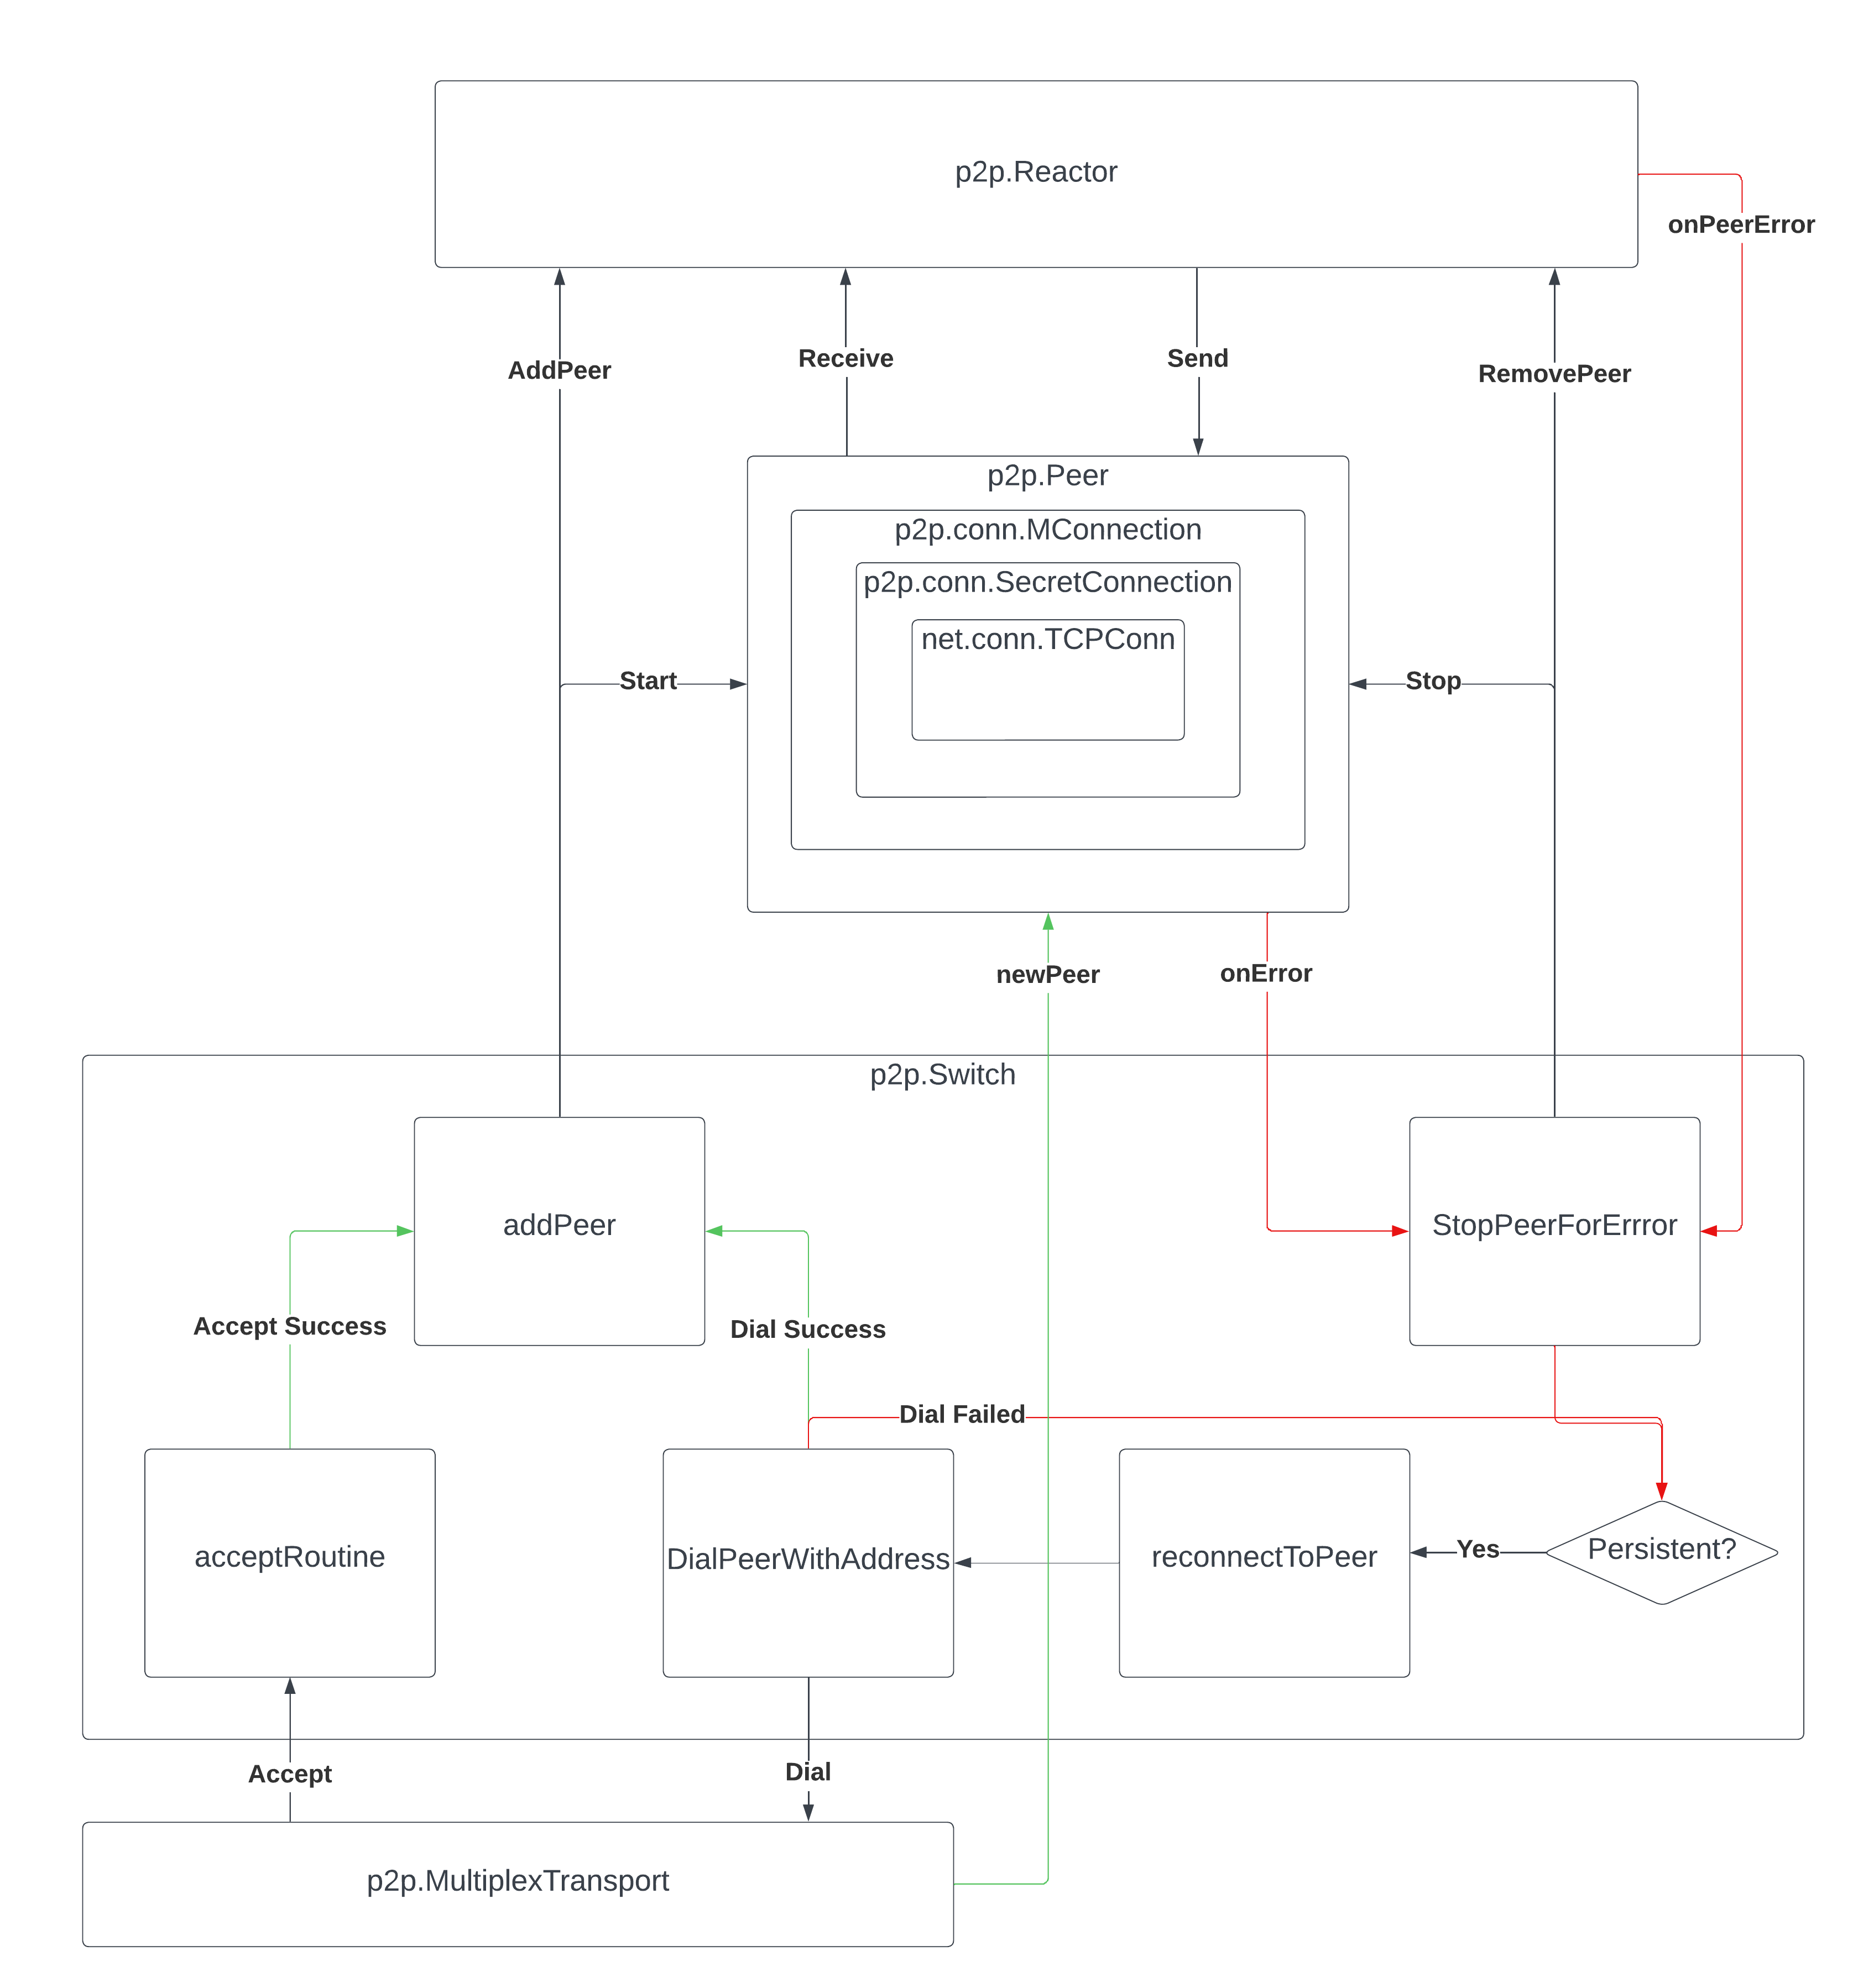 p2p.Reactor
onPeerError
AddPeer
Receive
Send
RemovePeer
p2p.Peer
p2p.conn.MConnection
p2p.conn.SecretConnection
net.conn.TCPConn
Start
Stop
newPeer
onError
p2p.Switch
addPeer
StopPeerForErrror
Accept Success
Dial Success
Dial Failed
acceptRoutine
DialPeerWithAddress
reconnectToPeer
Yes
Persistent?
Accept
Dial
p2p.MultiplexTransport